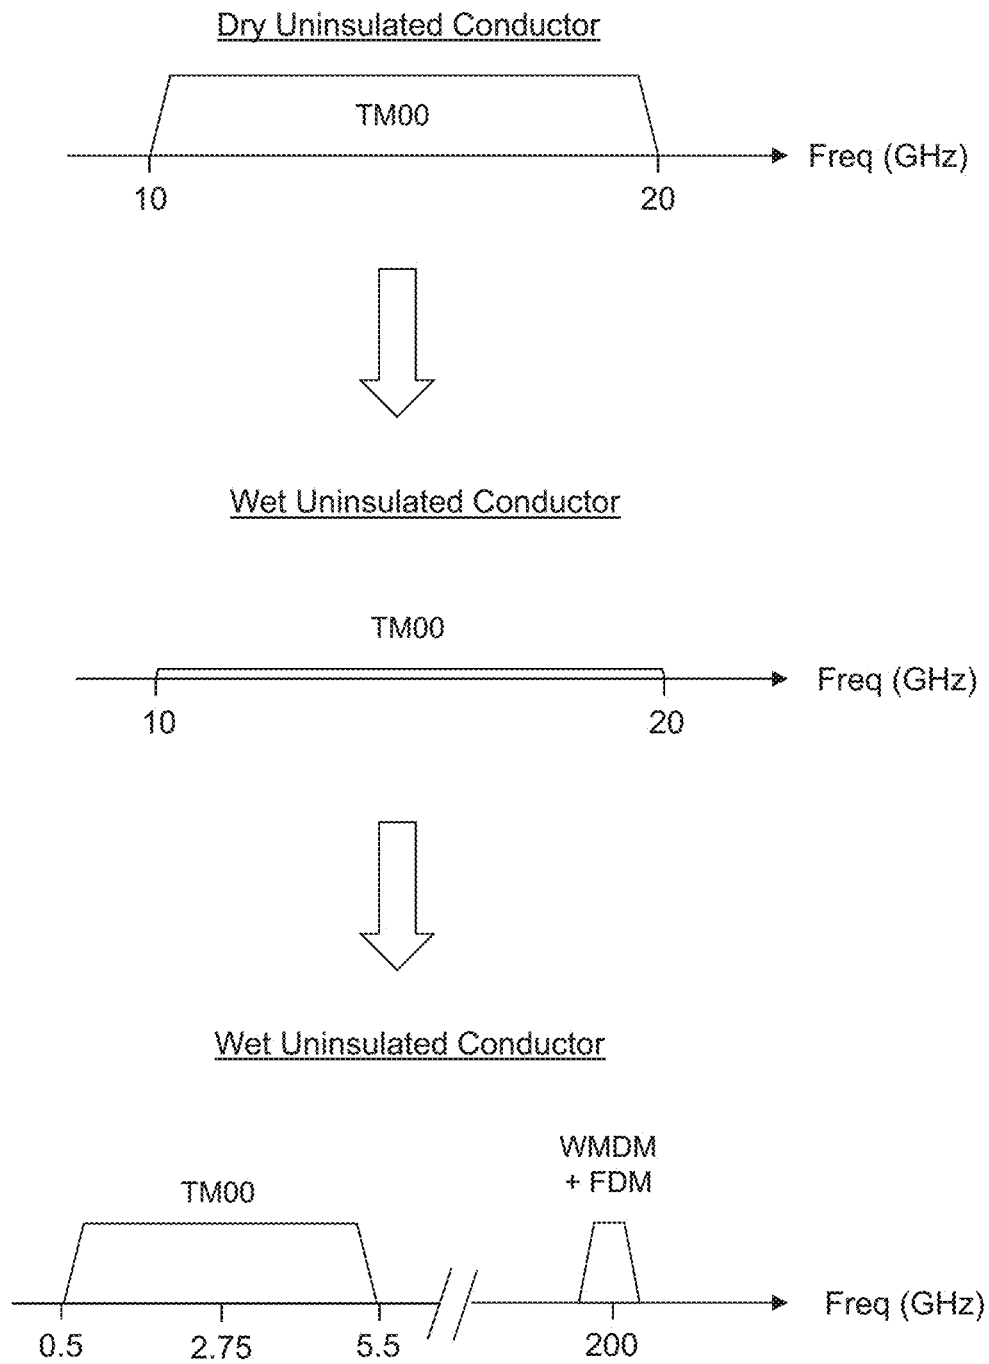 Dry Uninsulated Conductor
TM00
Freq (GHz)
10
20
Wet Uninsulated Conductor
TM00
Freq (GHz)
10
20
Wet Uninsulated Conductor
WMDM
+ FDM
TM00
Freq (GHz)
0.5
2.75
5.5
200